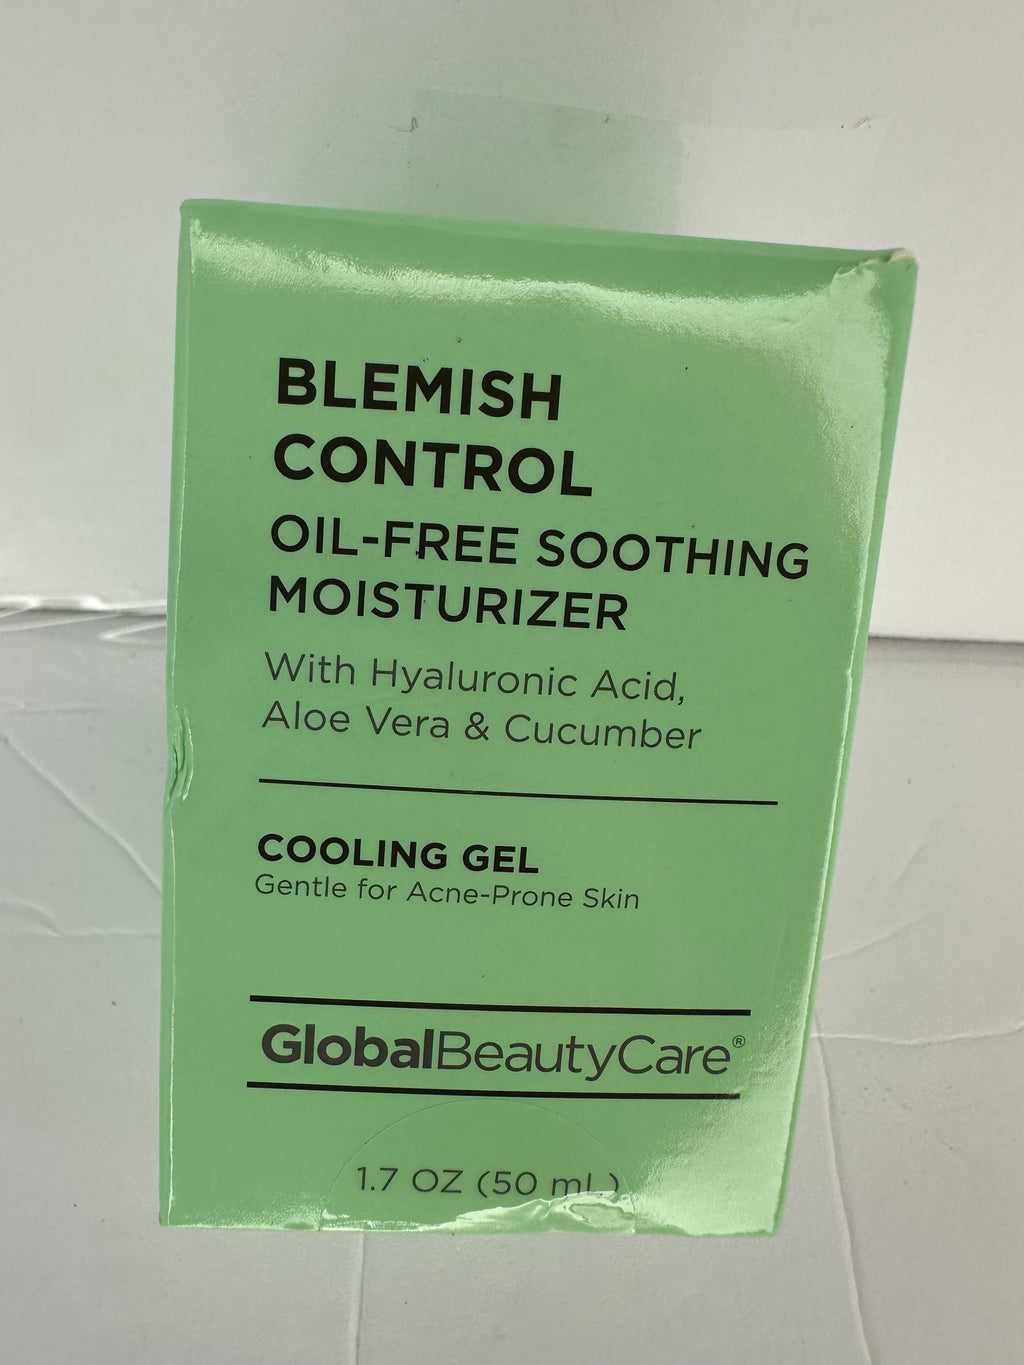 BLEMISH
CONTROL
OIL-FREE SOOTHING
MOISTURIZER
With Hyaluronic Acid,
Aloe Vera & Cucumber
COOLING GEL
Gentle for Acne-Prone Skin
GlobalBeautyCare®
1.7 OZ (50 mL)